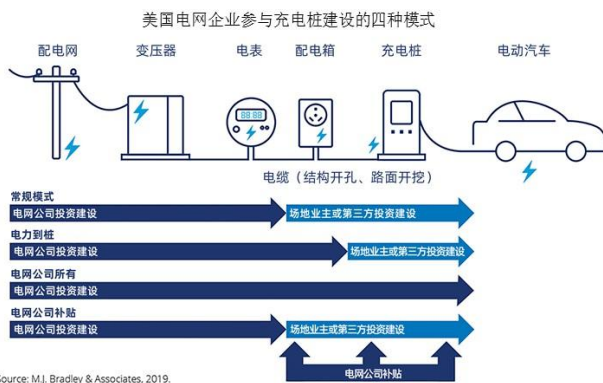 美国电网企业参与充电桩建设的四种模式
配电网 变压器 电表 配电箱 充电桩 电动汽车
88:88
电缆（结构开孔、路面开挖）
常规模式
电网公司投资建设 场地业主或第三方投资建设
电力到桩
电网公司投资建设 场地业主或第三方投资建设
电网公司所有
电网公司投资建设
电网公司补贴
电网公司投资建设 场地业主或第三方投资建设
电网公司补贴
Source: M.J. Bradley & Associates, 2019.